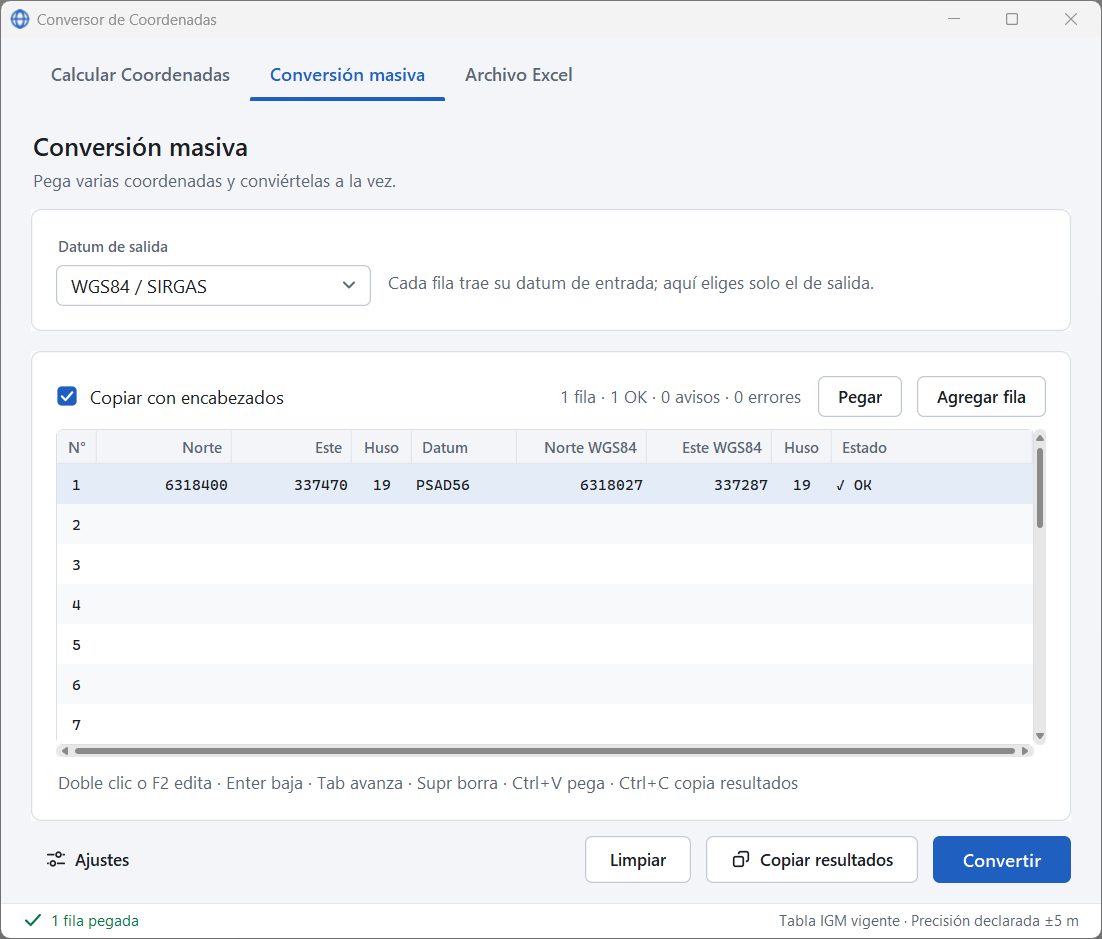 Conversor de Coordenadas
Calcular Coordenadas Conversión masiva Archivo Excel
Conversión masiva
Pega varias coordenadas y conviértelas a la vez.
Datum de salida
WGS84 / SIRGAS Cada fila trae su datum de entrada; aquí eliges solo el de salida.
Copiar con encabezados 1 fila · 1 OK · 0 avisos · 0 errores Pegar Agregar fila
N° Norte Este Huso Datum Norte WGS84 Este WGS84 Huso Estado
1 6318400 337470 19 PSAD56 6318027 337287 19 ✓ OK
2
3
4
5
6
7
Doble clic o F2 edita · Enter baja · Tab avanza · Supr borra · Ctrl+V pega · Ctrl+C copia resultados
Ajustes Limpiar Copiar resultados Convertir
1 fila pegada Tabla IGM vigente · Precisión declarada ±5 m